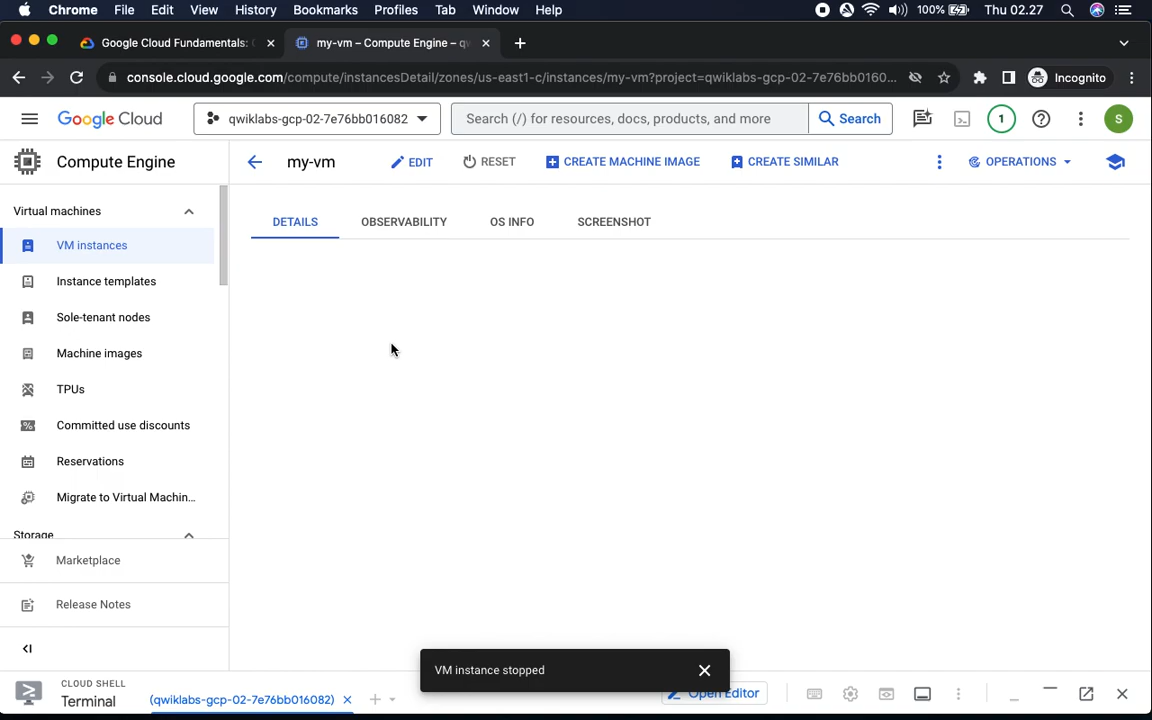 Chrome File Edit View History Bookmarks Profiles Tab Window Help 100% Thu 02.27
Google Cloud Fundamentals: my-vm – Compute Engine –
console.cloud.google.com/compute/instancesDetail/zones/us-east1-c/instances/my-vm?project=qwiklabs-gcp-02-7e76bb0160... Incognito
Google Cloud qwiklabs-gcp-02-7e76bb016082 Search (/) for resources, docs, products, and more Search 1 S
Compute Engine my-vm EDIT RESET CREATE MACHINE IMAGE CREATE SIMILAR OPERATIONS
Virtual machines
DETAILS OBSERVABILITY OS INFO SCREENSHOT
VM instances
Instance templates
Sole-tenant nodes
Machine images
TPUs
Committed use discounts
Reservations
Migrate to Virtual Machin...
Storage
Marketplace
Release Notes
VM instance stopped
CLOUD SHELL
Terminal (qwiklabs-gcp-02-7e76bb016082) Open Editor